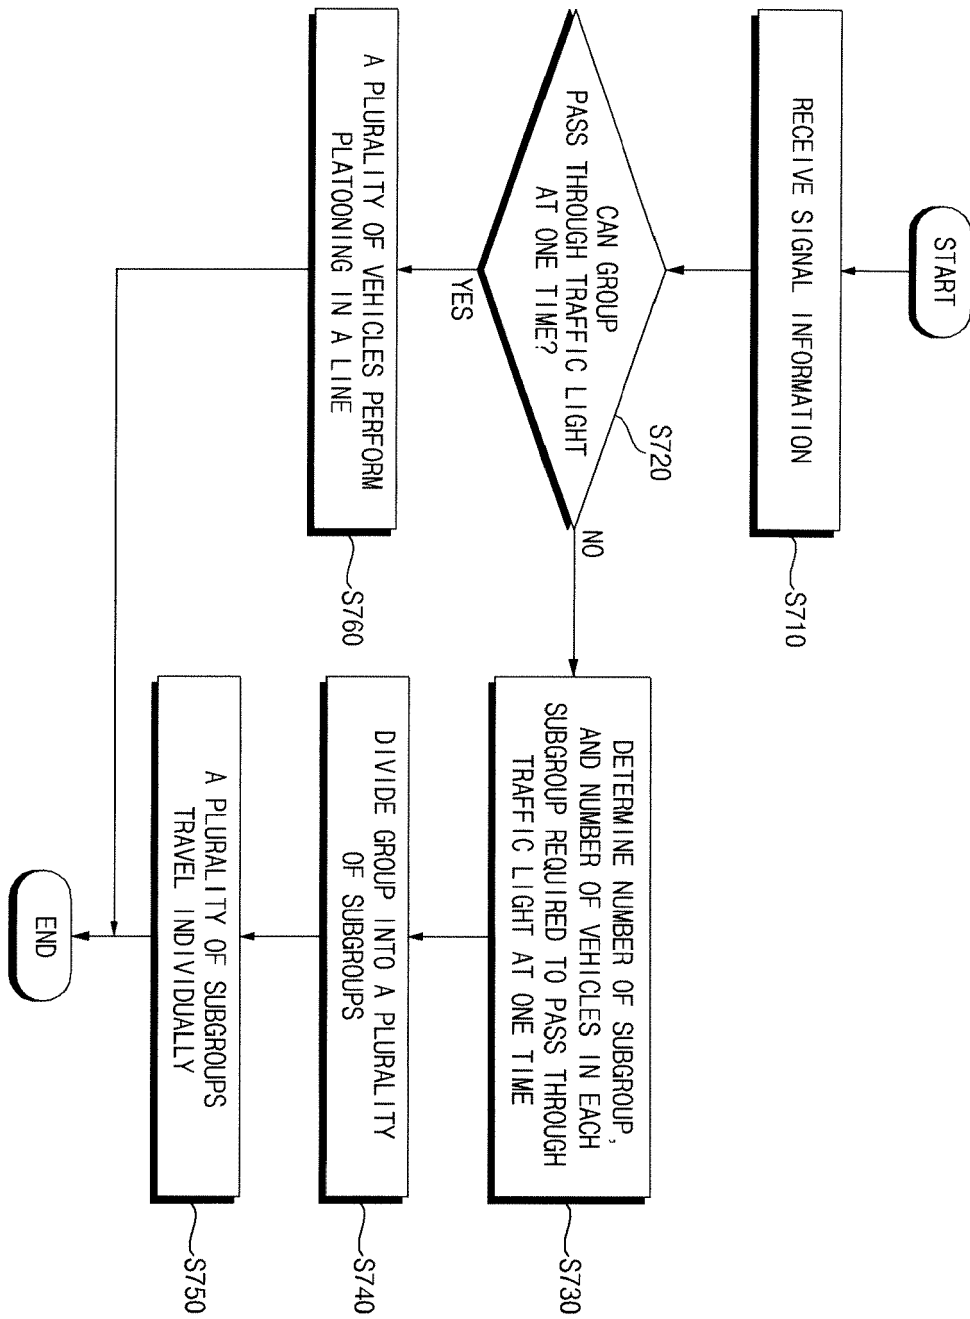 START
RECEIVE SIGNAL INFORMATION
S710
CAN GROUP
PASS THROUGH TRAFFIC LIGHT
AT ONE TIME?
S720
NO
YES
DETERMINE NUMBER OF SUBGROUP,
AND NUMBER OF VEHICLES IN EACH
SUBGROUP REQUIRED TO PASS THROUGH
TRAFFIC LIGHT AT ONE TIME
S730
A PLURALITY OF VEHICLES PERFORM
PLATOONING IN A LINE
S760
DIVIDE GROUP INTO A PLURALITY
OF SUBGROUPS
S740
A PLURALITY OF SUBGROUPS
TRAVEL INDIVIDUALLY
S750
END